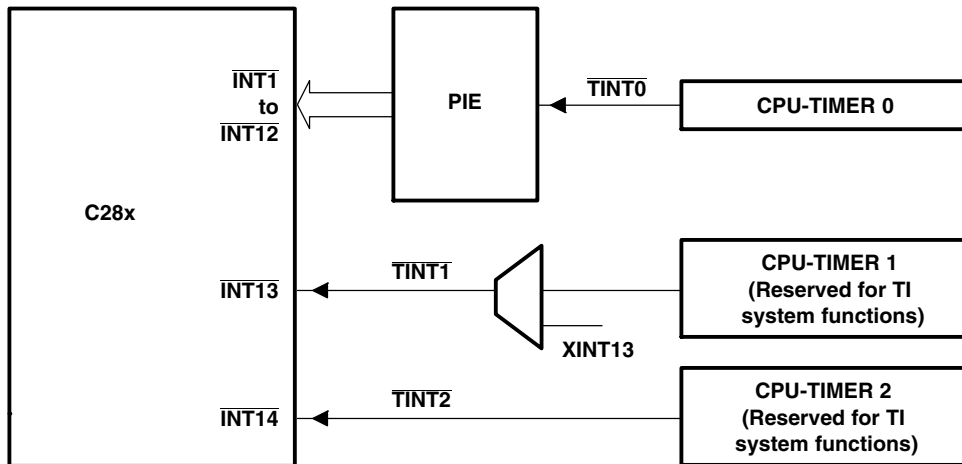 INT1
to
INT12
PIE
TINT0
CPU-TIMER 0
C28x
INT13
TINT1
XINT13
CPU-TIMER 1
(Reserved for TI
system functions)
INT14
TINT2
CPU-TIMER 2
(Reserved for TI
system functions)